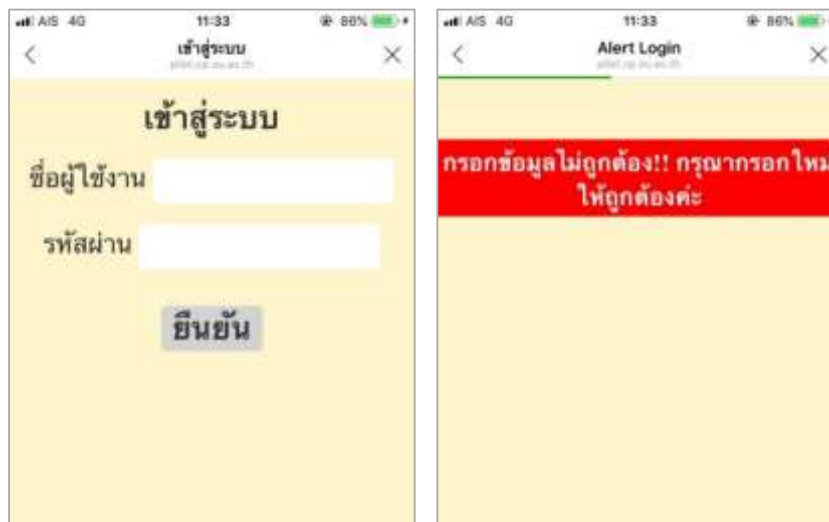 AIS 4G 11:33 86%
เข้าสู่ระบบ
เข้าสู่ระบบ
ชื่อผู้ใช้งาน
รหัสผ่าน
ยืนยัน
AIS 4G 11:33 86%
Alert Login
กรอกข้อมูลไม่ถูกต้อง!! กรุณากรอกใหม่
ให้ถูกต้องค่ะ